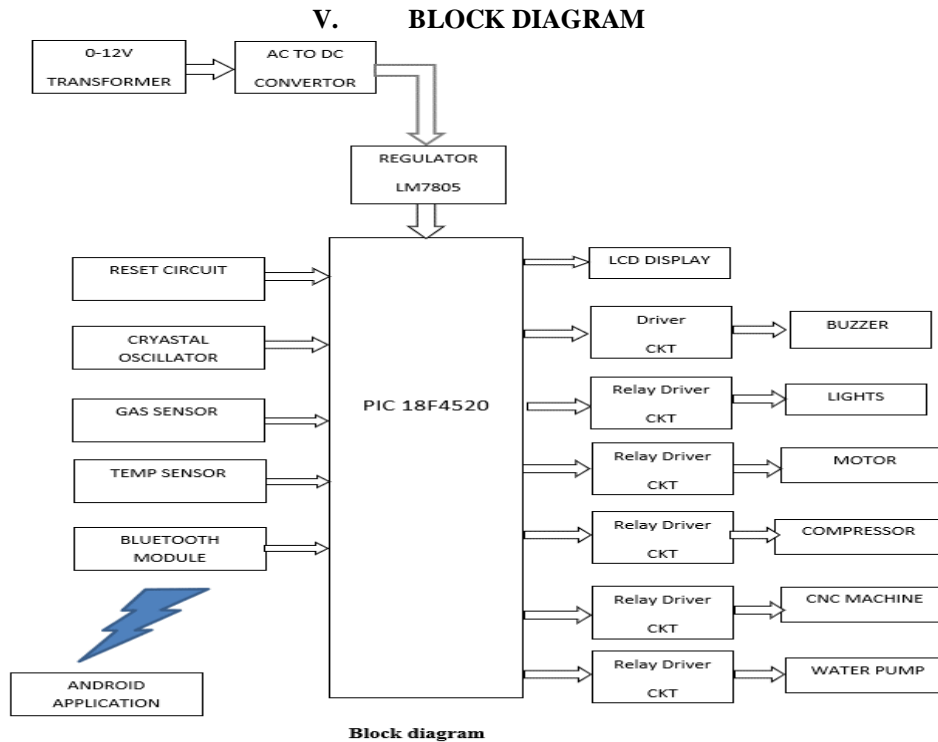 V. BLOCK DIAGRAM
0-12V
TRANSFORMER
AC TO DC
CONVERTOR
REGULATOR
LM7805
RESET CIRCUIT
CRYASTAL
OSCILLATOR
GAS SENSOR
TEMP SENSOR
BLUETOOTH
MODULE
ANDROID
APPLICATION
PIC 18F4520
LCD DISPLAY
Driver
CKT
BUZZER
Relay Driver
CKT
LIGHTS
Relay Driver
CKT
MOTOR
Relay Driver
CKT
COMPRESSOR
Relay Driver
CKT
CNC MACHINE
Relay Driver
CKT
WATER PUMP
Block diagram